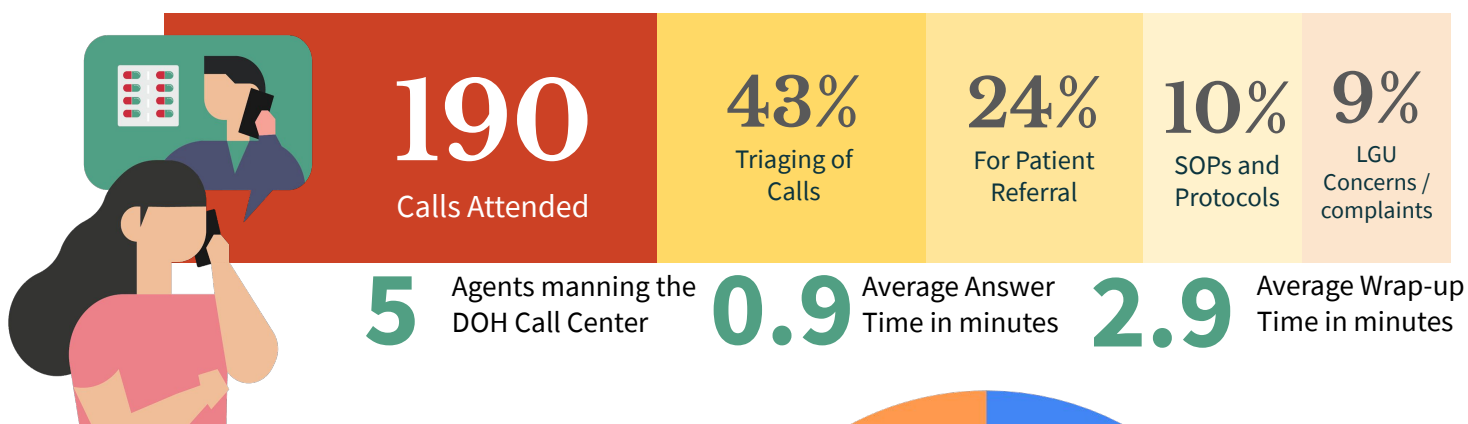 190
Calls Attended
43%
Triaging of
Calls
24%
For Patient
Referral
10%
SOPs and
Protocols
9%
LGU
Concerns /
complaints
5
Agents manning the
DOH Call Center
0.9
Average Answer
Time in minutes
2.9
Average Wrap-up
Time in minutes